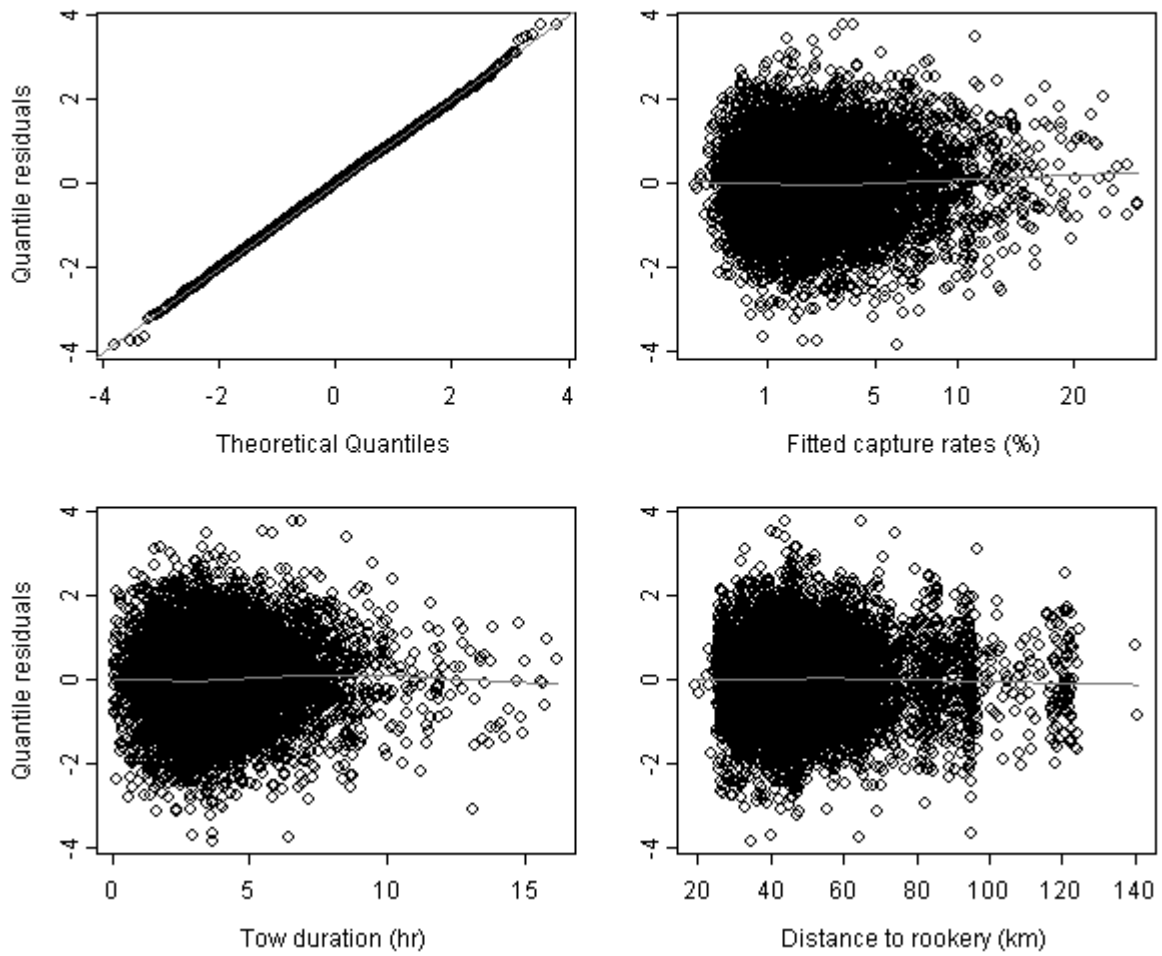 4
2
0
-2
-4
Quantile residuals
-4 -2 0 2 4
Theoretical Quantiles
4
2
0
-2
-4
1 5 10 20
Fitted capture rates (%)
4
2
0
-2
-4
Quantile residuals
0 5 10 15
Tow duration (hr)
4
2
0
-2
-4
20 40 60 80 100 120 140
Distance to rookery (km)